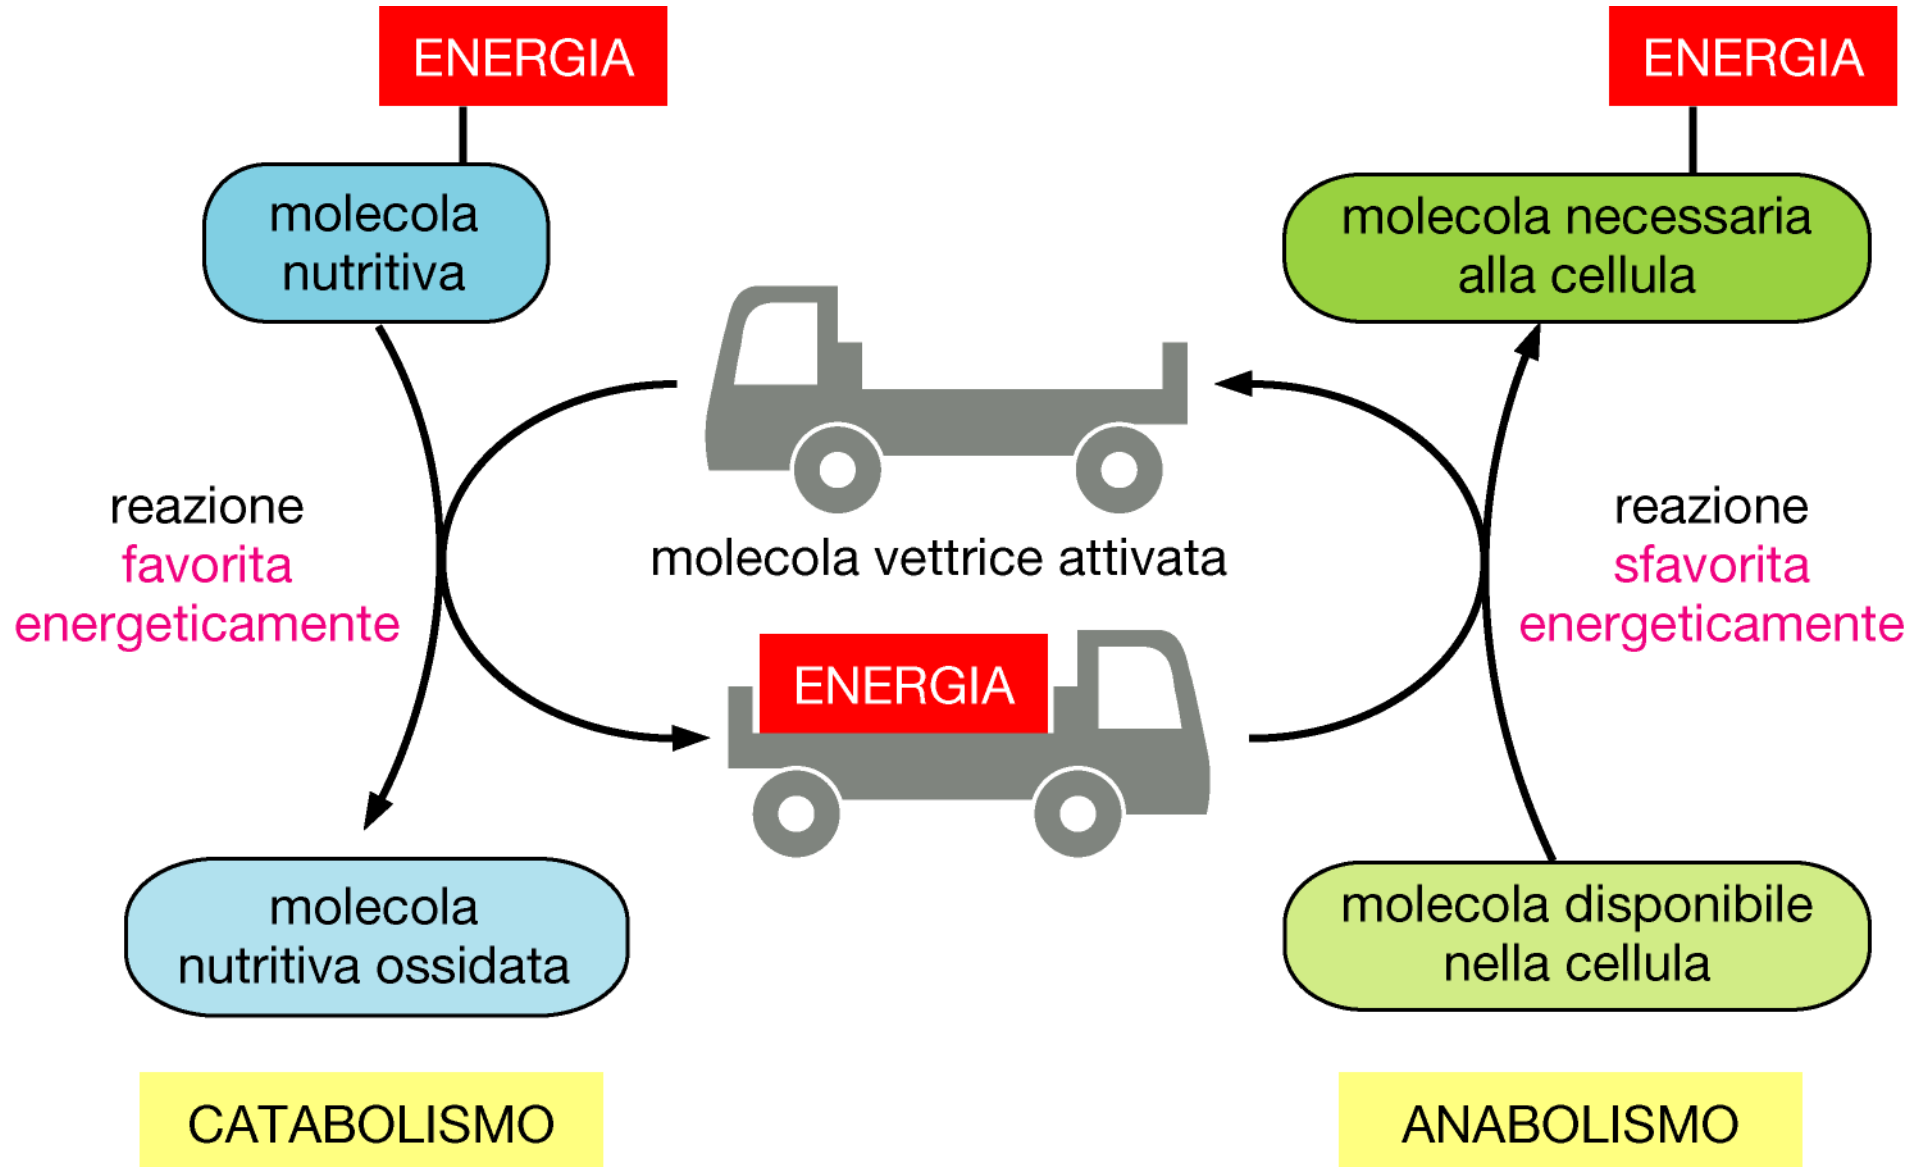 ENERGIA
molecola
nutritiva
reazione
favorita
energeticamente
molecola
nutritiva ossidata
CATABOLISMO
molecola vettrice attivata
ENERGIA
ENERGIA
molecola necessaria
alla cellula
reazione
sfavorita
energeticamente
molecola disponibile
nella cellula
ANABOLISMO